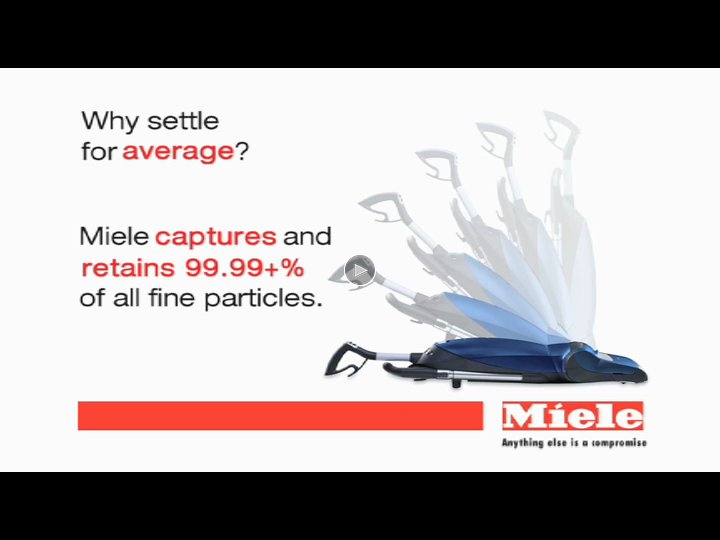 Why settle
for average?
Miele captures and
retains 99.99+%
of all fine particles.
Miele
Anything else is a compromise